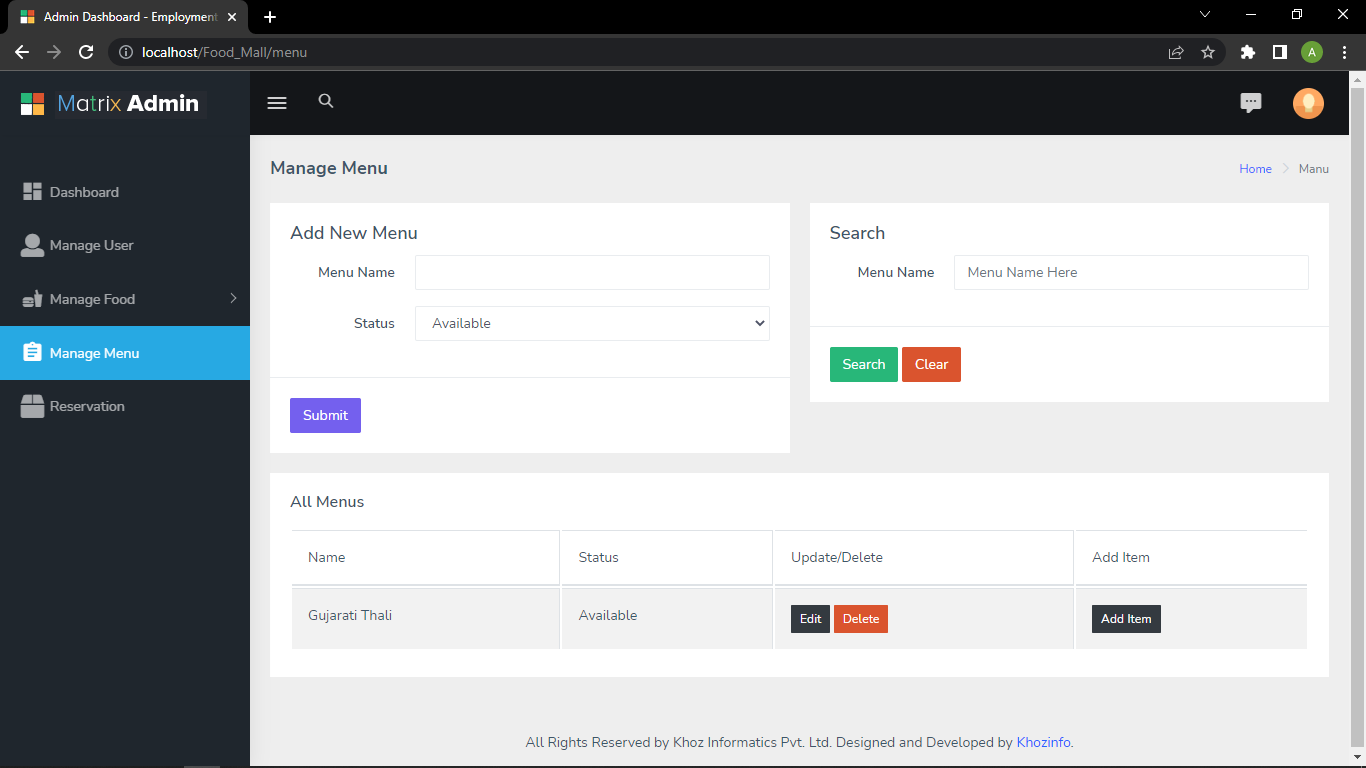 Admin Dashboard - Employment
localhost/Food_Mall/menu
A
Matrix Admin
Dashboard
Manage User
Manage Food
Manage Menu
Reservation
Manage Menu
Home > Manu
Add New Menu
Menu Name
Status Available
Submit
Search
Menu Name Menu Name Here
Search Clear
All Menus
Name Status Update/Delete Add Item
Gujarati Thali Available Edit Delete Add Item
All Rights Reserved by Khoz Informatics Pvt. Ltd. Designed and Developed by Khozinfo.